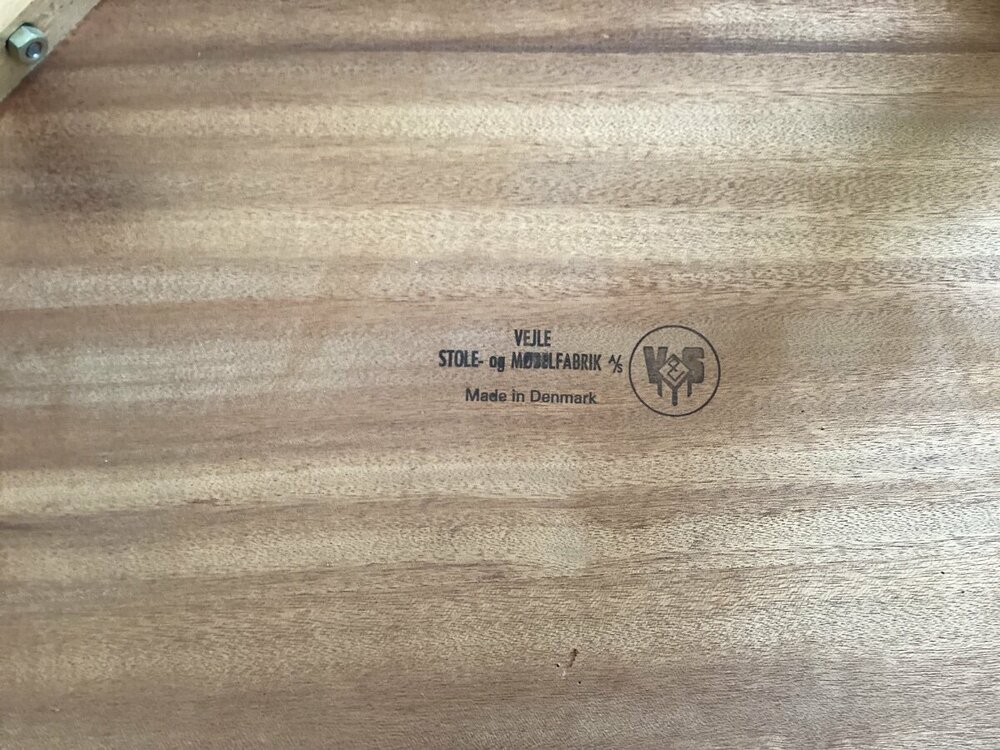 VEJLE
STOLE- og MØBELFABRIK A/S
Made in Denmark
V S